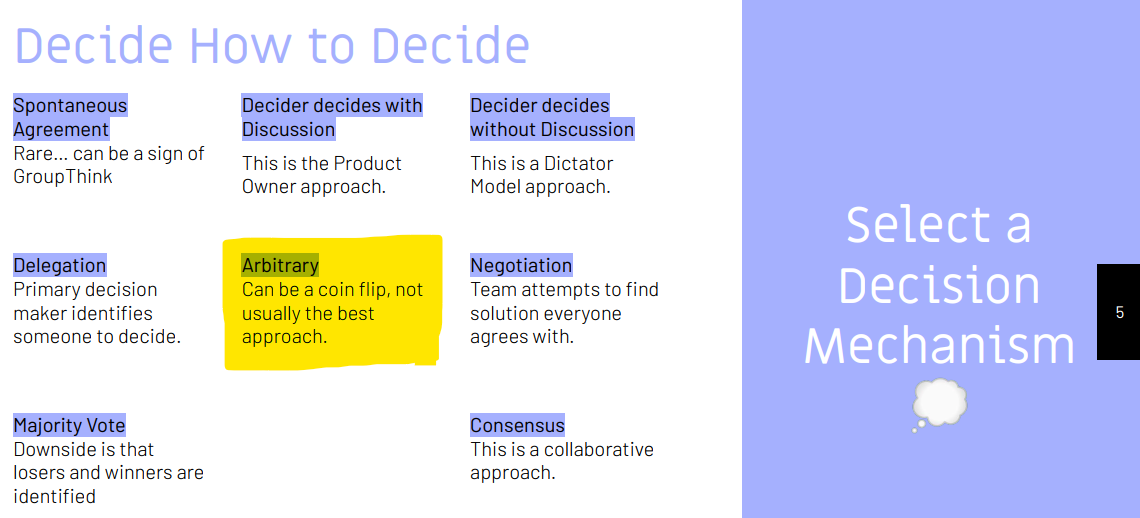 Decide How to Decide
Spontaneous
Agreement
Rare... can be a sign of
GroupThink
Decider decides with
Discussion
This is the Product
Owner approach.
Decider decides
without Discussion
This is a Dictator
Model approach.
Delegation
Primary decision
maker identifies
someone to decide.
Arbitrary
Can be a coin flip, not
usually the best
approach.
Negotiation
Team attempts to find
solution everyone
agrees with.
Majority Vote
Downside is that
losers and winners are
identified
Consensus
This is a collaborative
approach.
Select a
Decision
Mechanism
5